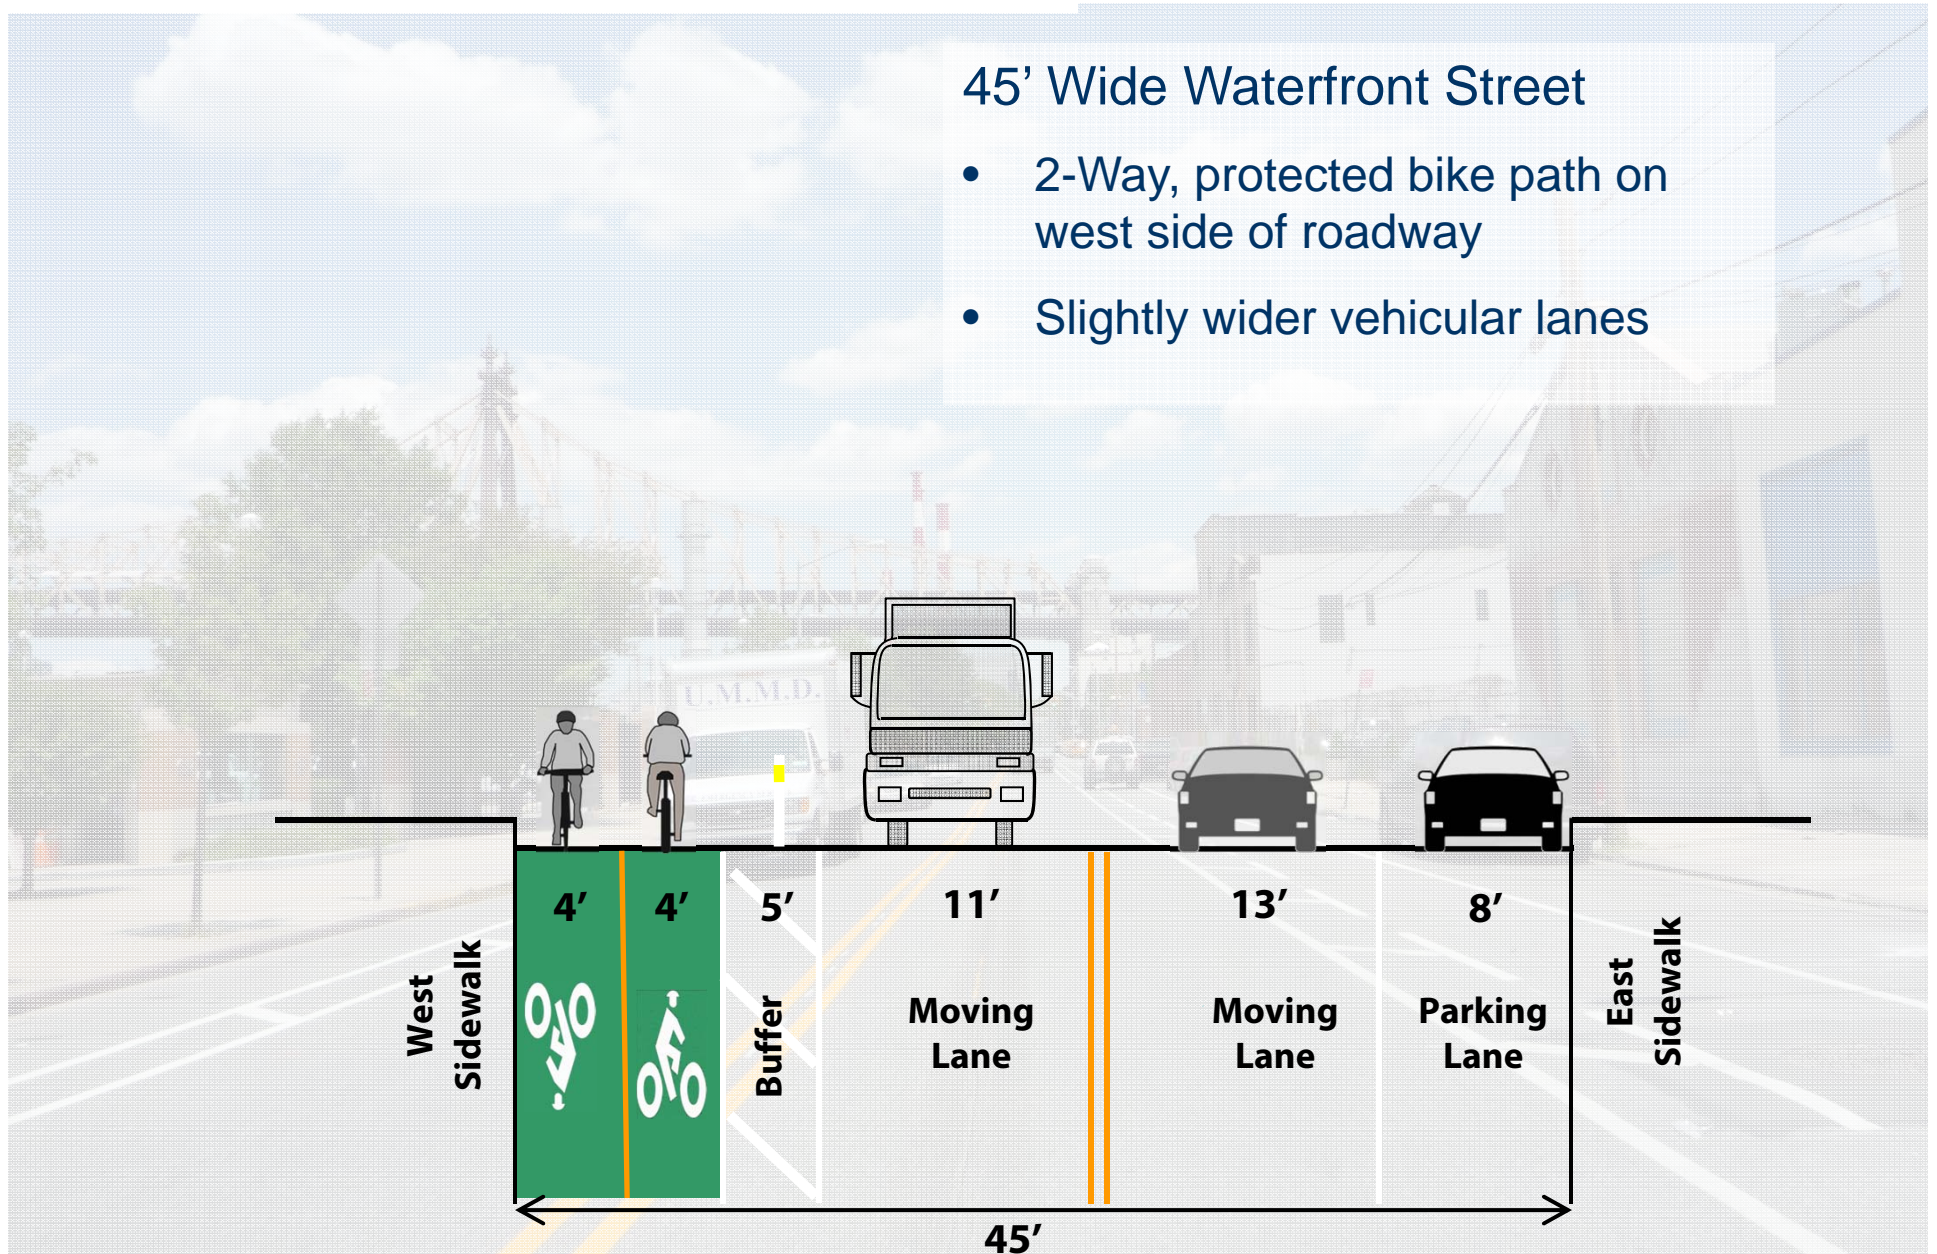 45’ Wide Waterfront Street
• 2-Way, protected bike path on
west side of roadway
• Slightly wider vehicular lanes
U.M.M.D.
4’ 4’ 5’ 11’ 13’ 8’
West
Sidewalk
Buffer
Moving
Lane
Moving
Lane
Parking
Lane
East
Sidewalk
45’